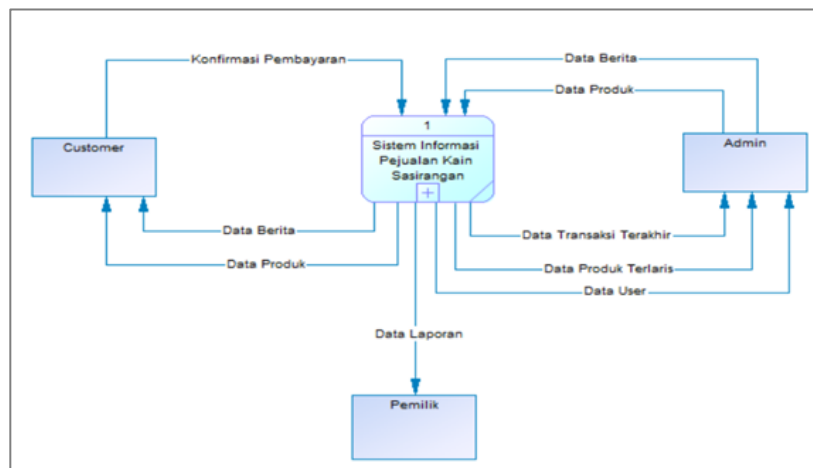 Konfirmasi Pembayaran
Data Berita
Data Produk
1
Sistem Informasi
Pejualan Kain
Sasirangan
Customer
Admin
Data Berita
Data Produk
Data Transaksi Terakhir
Data Produk Terlaris
Data User
Data Laporan
Pemilik